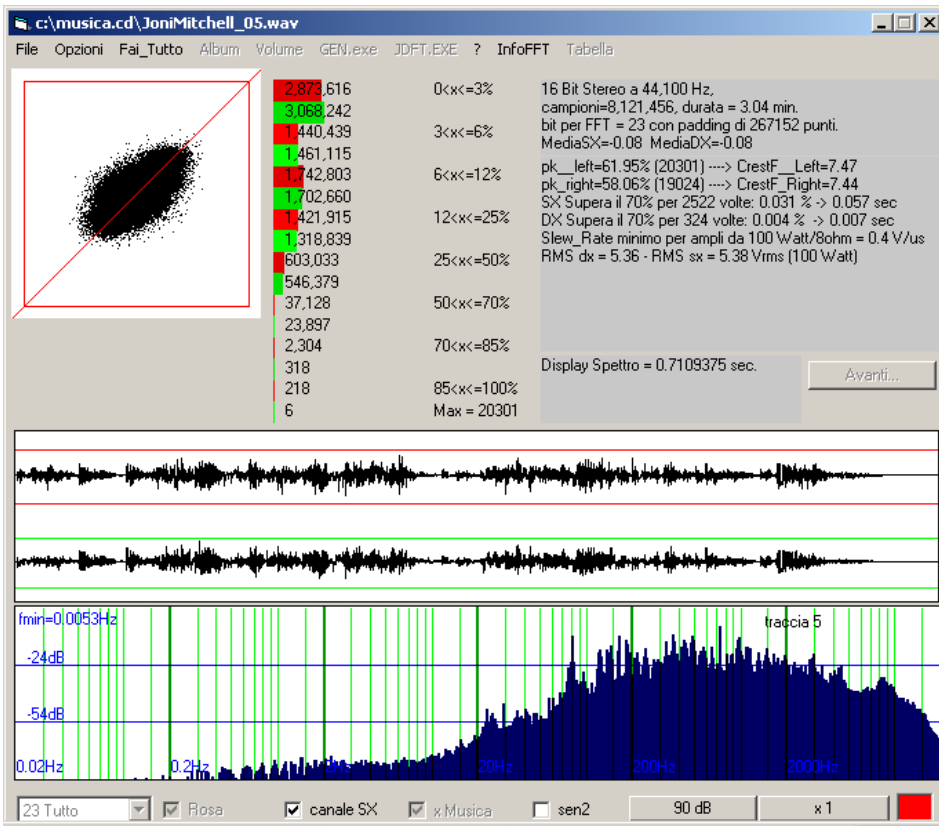 c:\musica.cd\JoniMitchell_05.wav
File Opzioni Fai_Tutto Album Volume GEN.exe JDFT.EXE ? InfoFFT Tabella
2,873,616 0<x<=3%
3,068,242
1,440,439 3<x<=6%
1,461,115
1,742,803 6<x<=12%
1,702,660
1,421,915 12<x<=25%
1,318,839
603,033 25<x<=50%
546,379
37,128 50<x<=70%
23,897
2,304 70<x<=85%
318
218 85<x<=100%
6 Max = 20301
16 Bit Stereo a 44,100 Hz,
campioni=8,121,456, durata = 3.04 min.
bit per FFT = 23 con padding di 267152 punti.
MediaSX=-0.08 MediaDX=-0.08
pk__left=61.95% (20301) ----> CrestF__Left=7.47
pk_right=58.06% (19024) ----> CrestF_Right=7.44
SX Supera il 70% per 2522 volte: 0.031 % -> 0.057 sec
DX Supera il 70% per 324 volte: 0.004 % -> 0.007 sec
Slew_Rate minimo per ampli da 100 Watt/8ohm = 0.4 V/us
RMS dx = 5.36 - RMS sx = 5.38 Vrms (100 Watt)
Display Spettro = 0.7109375 sec.
Avanti...
fmin=0.0053Hz
traccia 5
-24dB
-54dB
0.02Hz 0.2Hz 2Hz 20Hz 200Hz 2000Hz
23 Tutto Rosa canale SX x Musica sen2 90 dB x 1